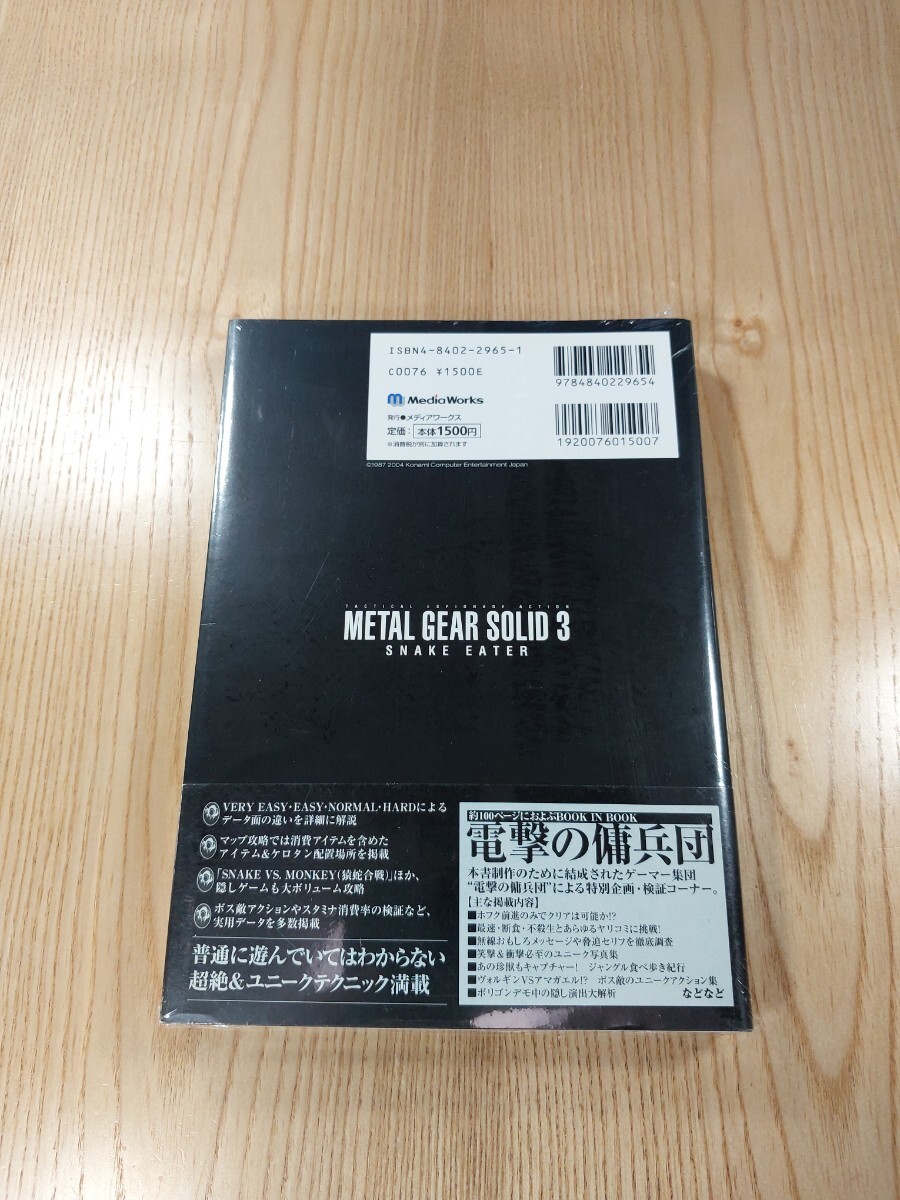 ISBN4-8402-2965-1
C0076 ¥1500E
9784840229654
MediaWorks
発行●メディアワークス
定価：本体1500円
※消費税が別に加算されます
1920076015007
©1987 2004 Konami Computer Entertainment Japan
TACTICAL ESPIONAGE ACTION
METAL GEAR SOLID 3
SNAKE EATER
VERY EASY・EASY・NORMAL・HARDによる
データ面の違いを詳細に解説
マップ攻略では消費アイテムを含めた
アイテム&ケロタン配置場所を掲載
「SNAKE VS. MONKEY(猿蛇合戦)」ほか、
隠しゲームも大ボリューム攻略
ボス敵アクションやスタミナ消費率の検証など、
実用データを多数掲載
普通に遊んでいてはわからない
超絶&ユニークテクニック満載
約100ページにおよぶBOOK IN BOOK
電撃の傭兵団
本書制作のために結成されたゲーマー集団
“電撃の傭兵団”による特別企画・検証コーナー。
【主な掲載内容】
■ホフク前進のみでクリアは可能か!?
■最速・断食・不殺生とあらゆるヤリコミに挑戦!
■無線おもしろメッセージや脅迫セリフを徹底調査
■笑撃&衝撃必至のユニーク写真集
■あの珍獣もキャプチャー! ジャングル食べ歩き紀行
■ヴォルギンVSアマガエル!? ボス敵のユニークアクション集
■ポリゴンデモ中の隠し演出大解析 などなど